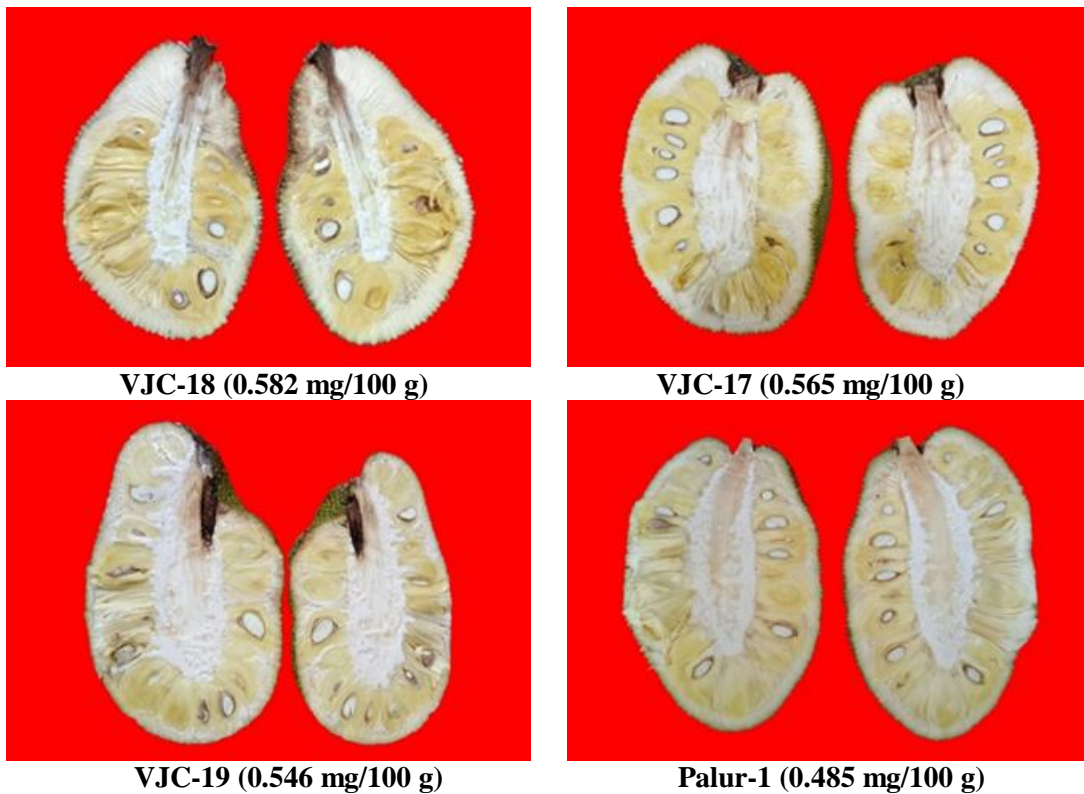 VJC-18 (0.582 mg/100 g)
VJC-17 (0.565 mg/100 g)
VJC-19 (0.546 mg/100 g)
Palur-1 (0.485 mg/100 g)